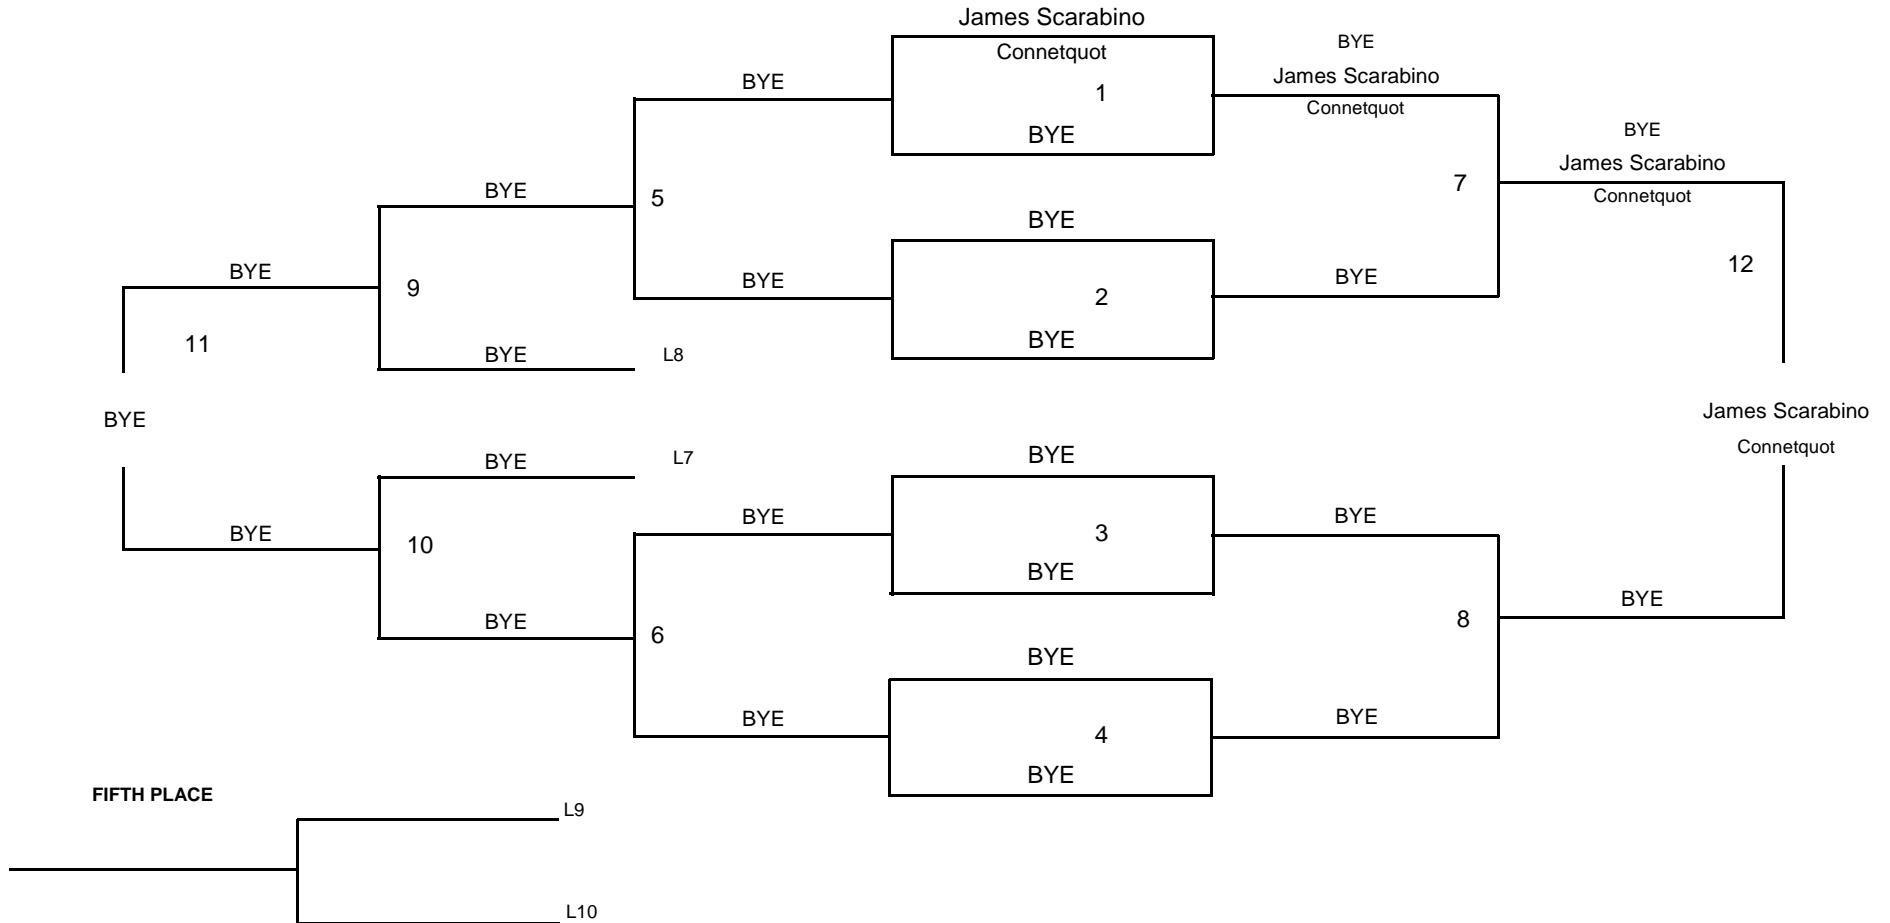 James Scarabino
BYE
Connetquot
BYE
James Scarabino
1
Connetquot
BYE
BYE
James Scarabino
7
Connetquot
BYE
5
BYE
BYE
BYE
9
2
BYE
12
11
BYE
L8
BYE
BYE
James Scarabino
Connetquot
BYE
L7
BYE
BYE
10
BYE
3
BYE
BYE
BYE
6
8
BYE
BYE
BYE
4
BYE
BYE
FIFTH PLACE
L9
L10